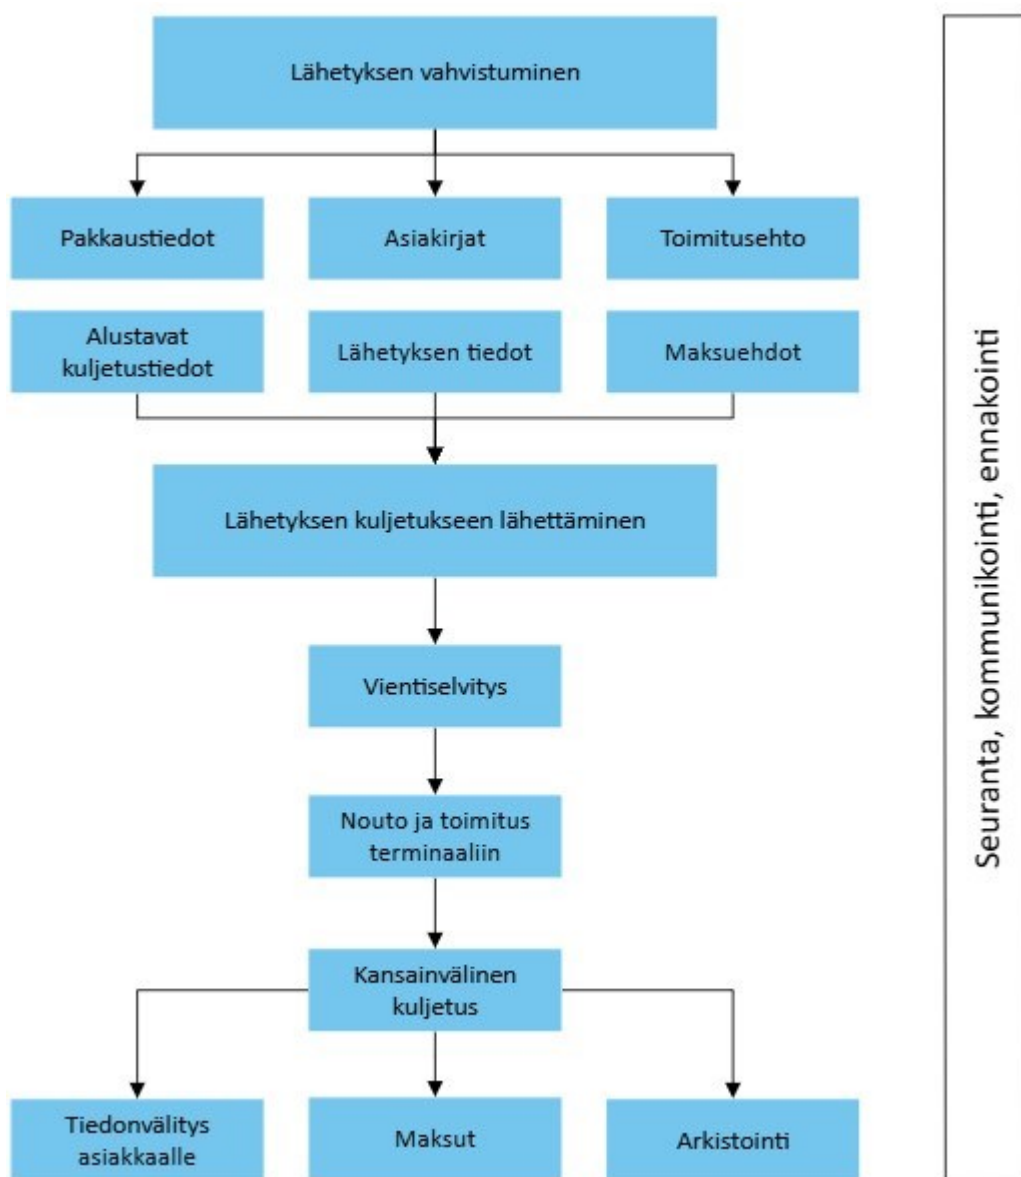 Lähetyksen vahvistuminen
Pakkaustiedot
Asiakirjat
Toimitusehto
Alustavat
kuljetustiedot
Lähetyksen tiedot
Maksuehdot
Lähetyksen kuljetukseen lähettäminen
Vientiselvitys
Nouto ja toimitus
terminaaliin
Kansainvälinen
kuljetus
Tiedonvälitys
asiakkaalle
Maksut
Arkistointi
Seuranta, kommunikointi, ennakointi